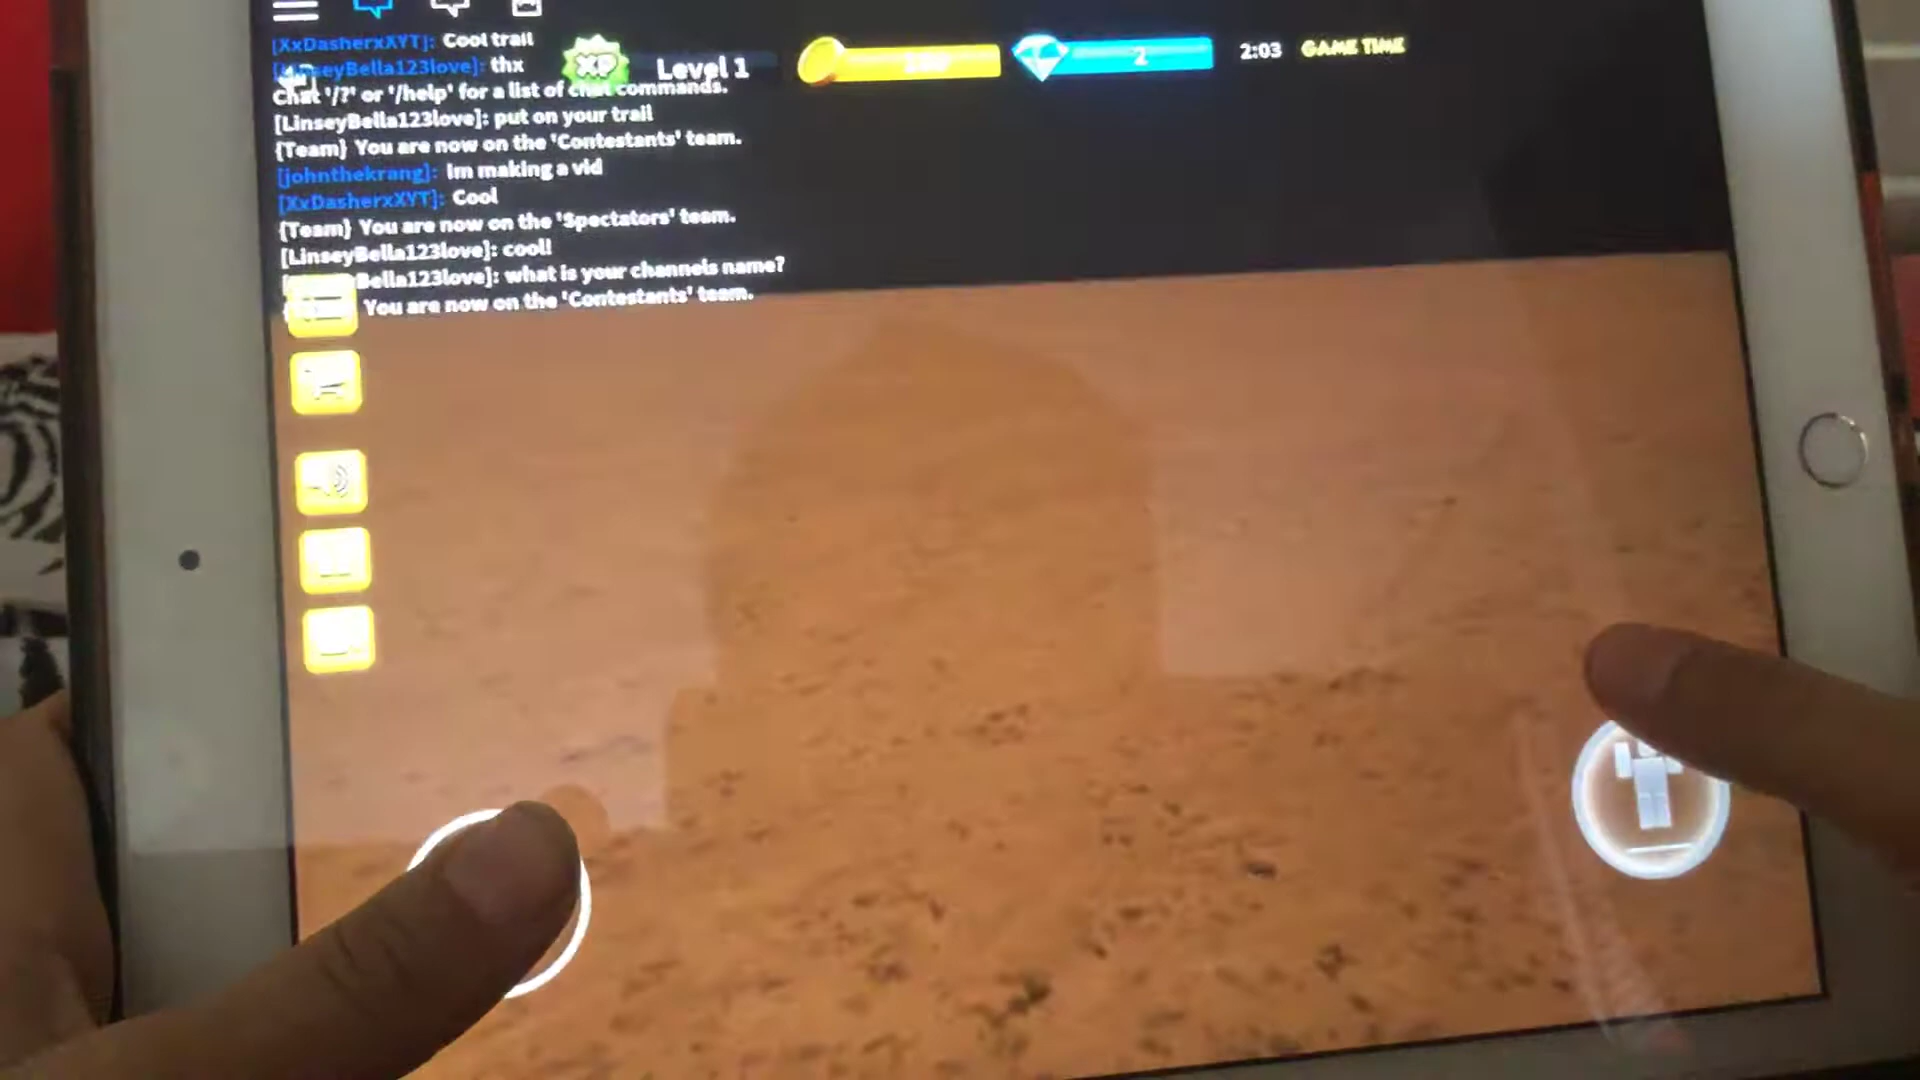 [XxDasherxXYT]: Cool trail
seyBella123love]: thx
XP
Level 1
2
2:03 GAME TIME
Chat '/?' or '/help' for a list of chat commands.
[LinseyBella123love]: put on your trail
{Team} You are now on the 'Contestants' team.
[johnthekrang]: Im making a vid
[XxDasherxXYT]: Cool
{Team} You are now on the 'Spectators' team.
[LinseyBella123love]: cool!
Bella123love]: what is your channels name?
You are now on the 'Contestants' team.